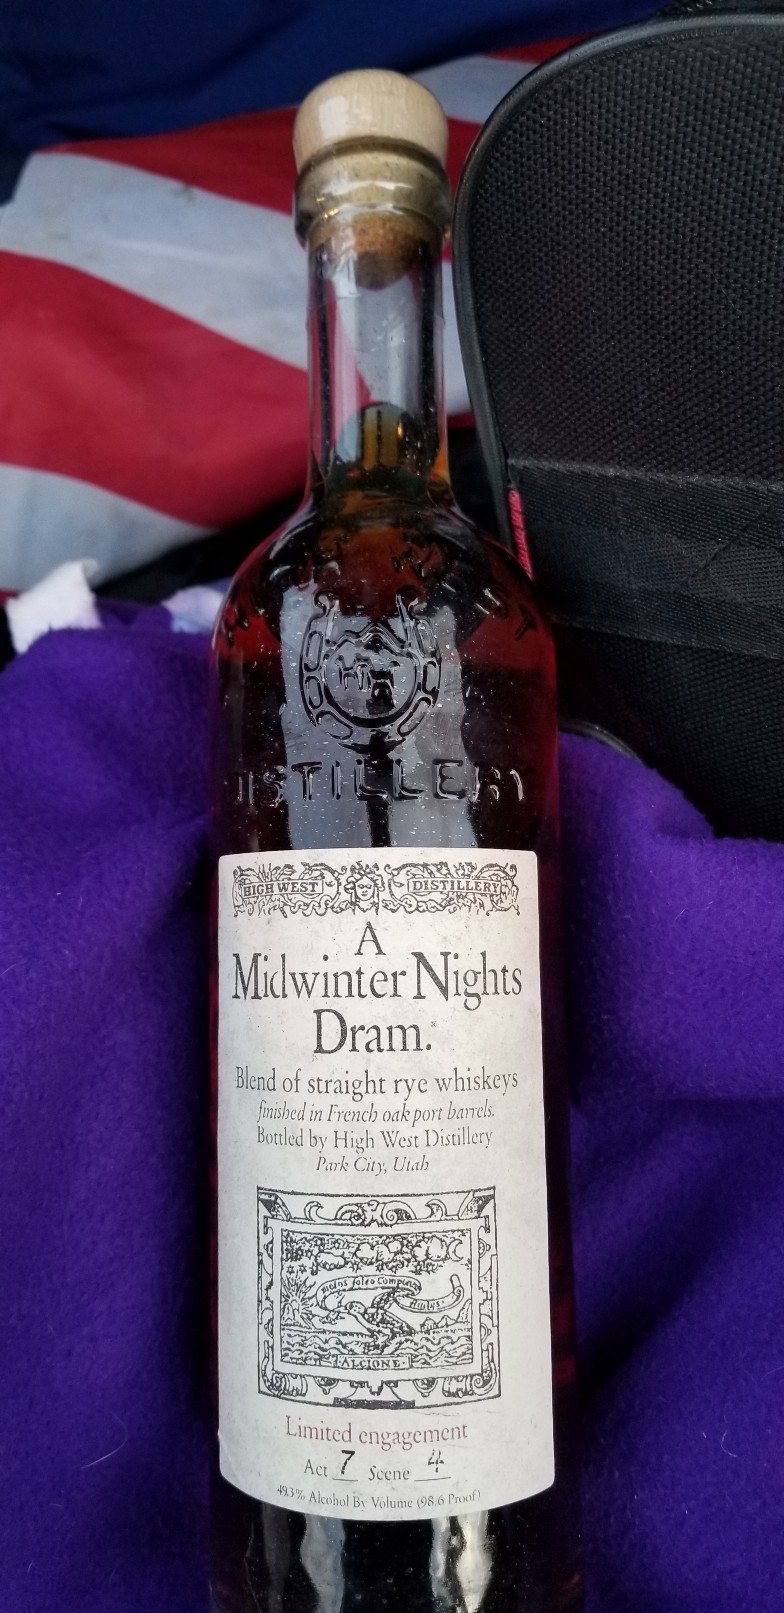 HIGH WEST
DISTILLERY
HIGH WEST DISTILLERY
A
Midwinter Nights
Dram.
Blend of straight rye whiskeys
finished in French oak port barrels.
Bottled by High West Distillery
Park City, Utah
ALCIONE
Limited engagement
Act 7 Scene 4
49.3% Alcohol By Volume (98.6 Proof)